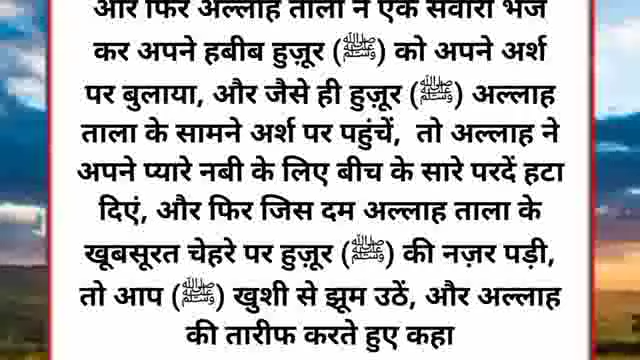 और फिर अल्लाह ताला ने एक सवारी भेज
कर अपने हबीब हुज़ूर (ﷺ) को अपने अर्श
पर बुलाया, और जैसे ही हुज़ूर (ﷺ) अल्लाह
ताला के सामने अर्श पर पहुंचें, तो अल्लाह ने
अपने प्यारे नबी के लिए बीच के सारे परदें हटा
दिएं, और फिर जिस दम अल्लाह ताला के
खूबसूरत चेहरे पर हुज़ूर (ﷺ) की नज़र पड़ी,
तो आप (ﷺ) खुशी से झूम उठें, और अल्लाह
की तारीफ करते हुए कहा